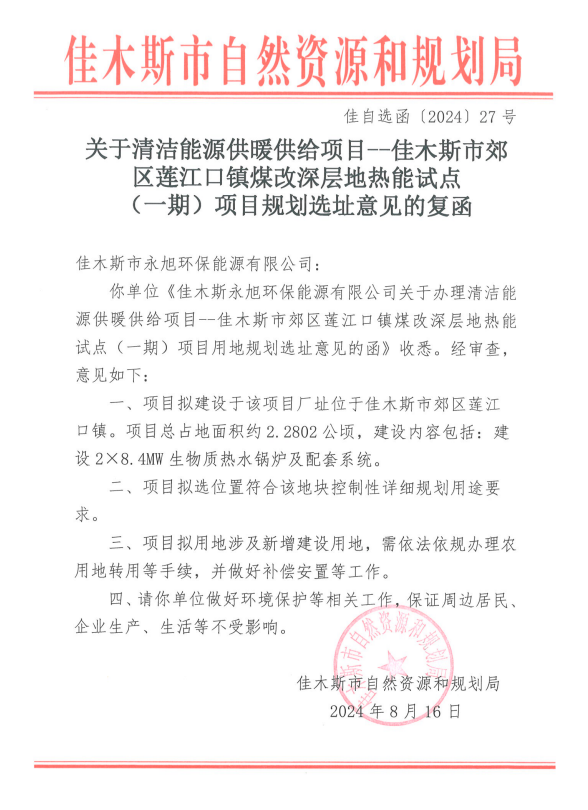 佳木斯市自然资源和规划局
佳自选函〔2024〕27号
关于清洁能源供暖供给项目--佳木斯市郊
区莲江口镇煤改深层地热能试点
（一期）项目规划选址意见的复函
佳木斯市永旭环保能源有限公司：
你单位《佳木斯永旭环保能源有限公司关于办理清洁能
源供暖供给项目--佳木斯市郊区莲江口镇煤改深层地热能
试点（一期）项目用地规划选址意见的函》收悉。经审查，
意见如下：
一、项目拟建设于该项目厂址位于佳木斯市郊区莲江
口镇。项目总占地面积约2.2802公顷，建设内容包括：建
设2×8.4MW生物质热水锅炉及配套系统。
二、项目拟选位置符合该地块控制性详细规划用途要
求。
三、项目拟用地涉及新增建设用地，需依法依规办理农
用地转用等手续，并做好补偿安置等工作。
四、请你单位做好环境保护等相关工作，保证周边居民、
企业生产、生活等不受影响。
佳木斯市自然资源和规划局
佳木斯市自然资源和规划局
2024年8月16日